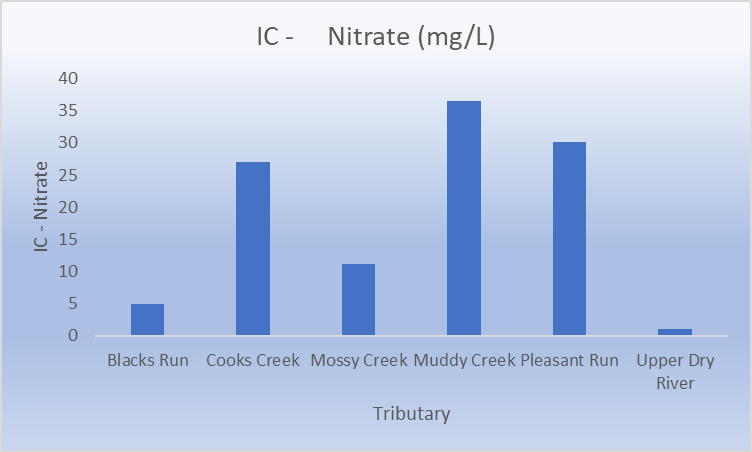 IC -     Nitrate (mg/L)
IC - Nitrate
40
35
30
25
20
15
10
5
0
Blacks Run Cooks Creek Mossy Creek Muddy Creek Pleasant Run Upper Dry
River
Tributary